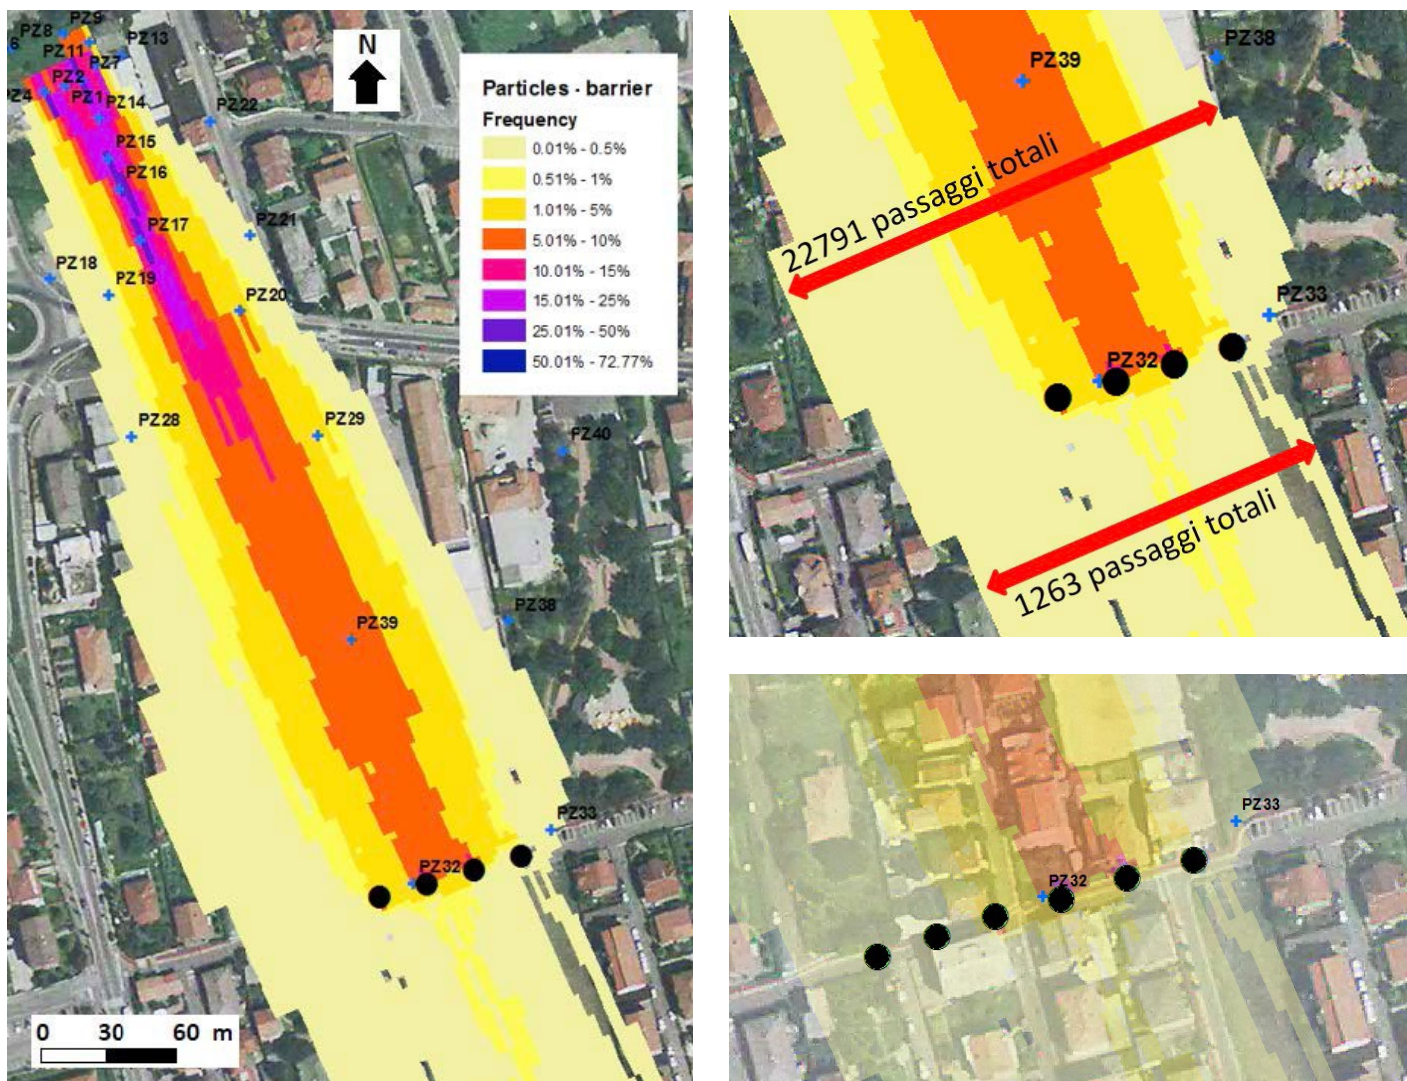 PZ9
PZ8
6
PZ11
PZ13
PZ7
PZ2
PZ4
PZ1
PZ14
PZ22
PZ15
PZ16
PZ17
PZ21
PZ18
PZ19
PZ20
PZ28
PZ29
PZ40
PZ38
PZ39
PZ33
PZ32
N
Particles - barrier
Frequency
0.01% - 0.5%
0.51% - 1%
1.01% - 5%
5.01% - 10%
10.01% - 15%
15.01% - 25%
25.01% - 50%
50.01% - 72.77%
0 30 60 m
PZ38
PZ39
22791 passaggi totali
PZ33
PZ32
1263 passaggi totali
PZ33
PZ32